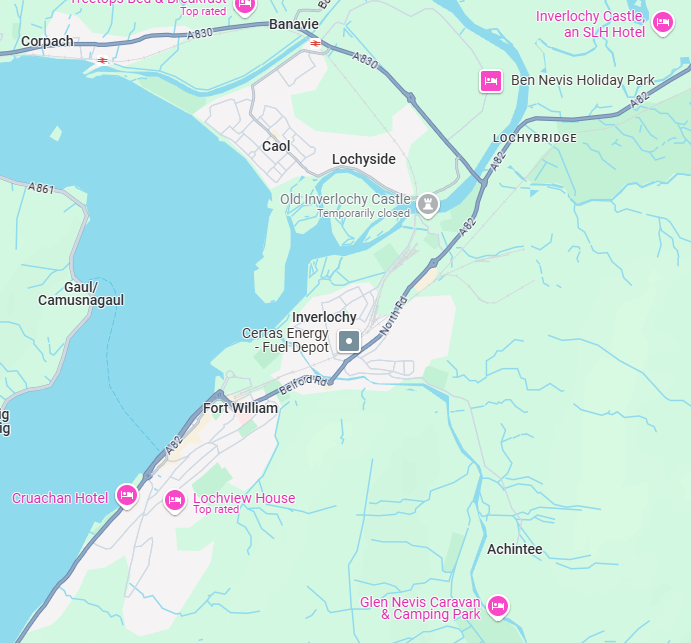 Treetops Bed & Breakfast
Top rated
Banavie
Inverlochy Castle,
an SLH Hotel
Corpach
A830
A830
Ben Nevis Holiday Park
A82
LOCHYBRIDGE
Caol
Lochyside
A82
A861
Old Inverlochy Castle
Temporarily closed
A82
Gaul/
Camusnagaul
Inverlochy
North Rd
Certas Energy
- Fuel Depot
Belford Rd
Fort William
ig
ig
A82
Cruachan Hotel
Lochview House
Top rated
Achintee
Glen Nevis Caravan
& Camping Park